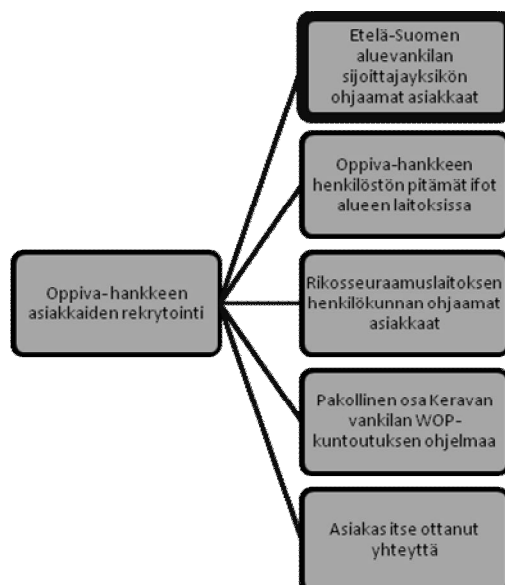 Etelä-Suomen
aluevankilan
sijoittajayksikön
ohjaamat asiakkaat
Oppiva-hankkeen
henkilöstön pitämät ifot
alueen laitoksissa
Oppiva-hankkeen
asiakkaiden rekrytointi
Rikosseuraamuslaitoksen
henkilökunnan ohjaamat
asiakkaat
Pakollinen osa Keravan
vankilan WOP-
kuntoutuksen ohjelmaa
Asiakas itse ottanut
yhteyttä